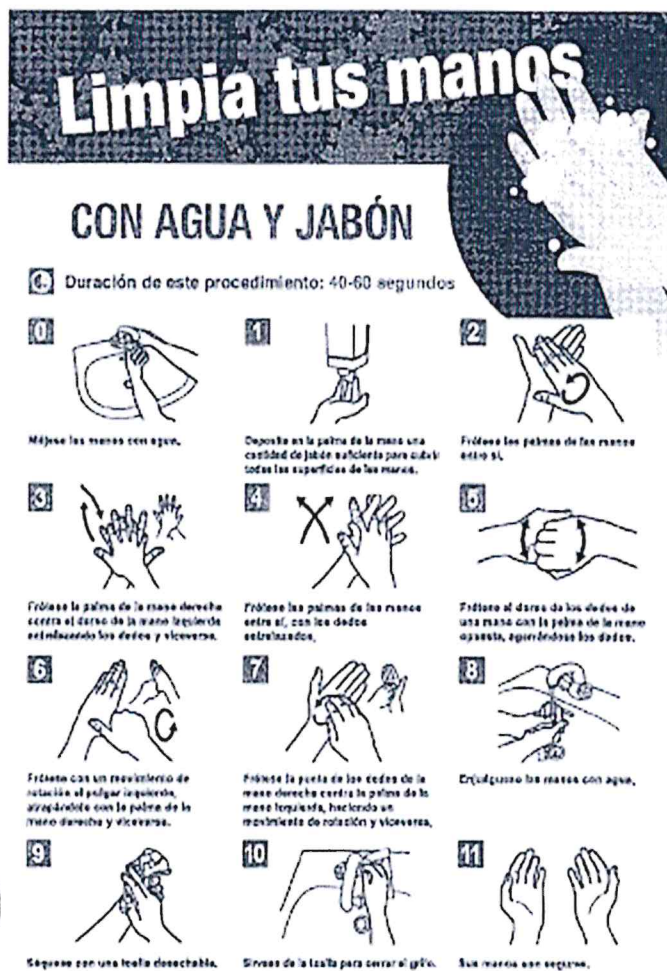 Limpia tus manos
CON AGUA Y JABÓN
Duración de este procedimiento: 40-60 segundos
0
Mójese las manos con agua.
1
Deposite en la palma de la mano una
cantidad de jabón suficiente para cubrir
todas las superficies de las manos.
2
Frótese las palmas de las manos
entre sí.
3
Frótese la palma de la mano derecha
contra el dorso de la mano izquierda
entrelazando los dedos y viceversa.
4
Frótese las palmas de las manos
entre sí, con los dedos
entrelazados.
5
Frótese el dorso de los dedos de
una mano con la palma de la mano
opuesta, agarrándose los dedos.
6
Frótese con un movimiento de
rotación el pulgar izquierdo,
atrapándolo con la palma de la
mano derecha y viceversa.
7
Frótese la punta de los dedos de la
mano derecha contra la palma de la
mano izquierda, haciendo un
movimiento de rotación y viceversa.
8
Enjuáguese las manos con agua.
9
Séquese con una toalla desechable.
10
Sírvase de la toalla para cerrar el grifo.
11
Sus manos son seguras.